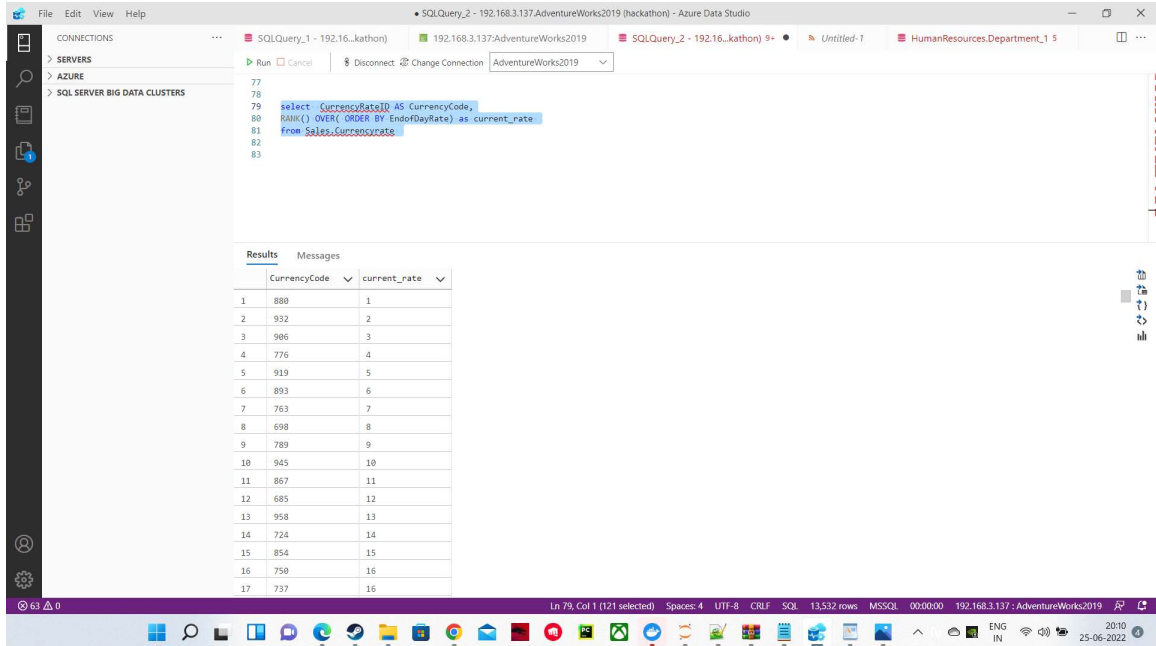 File Edit View Help
● SQLQuery_2 - 192.168.3.137.AdventureWorks2019 (hackathon) - Azure Data Studio
CONNECTIONS ...
SQLQuery_1 - 192.16...kathon)
192.168.3.137:AdventureWorks2019
SQLQuery_2 - 192.16...kathon) 9+ ●
Untitled-1
HumanResources.Department_1 5
> SERVERS
> AZURE
> SQL SERVER BIG DATA CLUSTERS
Run Cancel Disconnect Change Connection AdventureWorks2019
77
78
79 select CurrencyRateID AS CurrencyCode,
80 RANK() OVER( ORDER BY EndofDayRate) as current_rate
81 from Sales.Currencyrate
82
83
1
Results Messages
CurrencyCode current_rate
1 880 1
2 932 2
3 906 3
4 776 4
5 919 5
6 893 6
7 763 7
8 698 8
9 789 9
10 945 10
11 867 11
12 685 12
13 958 13
14 724 14
15 854 15
16 750 16
17 737 16
63 0 Ln 79, Col 1 (121 selected) Spaces: 4 UTF-8 CRLF SQL 13,532 rows MSSQL 00:00:00 192.168.3.137 : AdventureWorks2019
PC
ENG
IN
20:10
25-06-2022
4